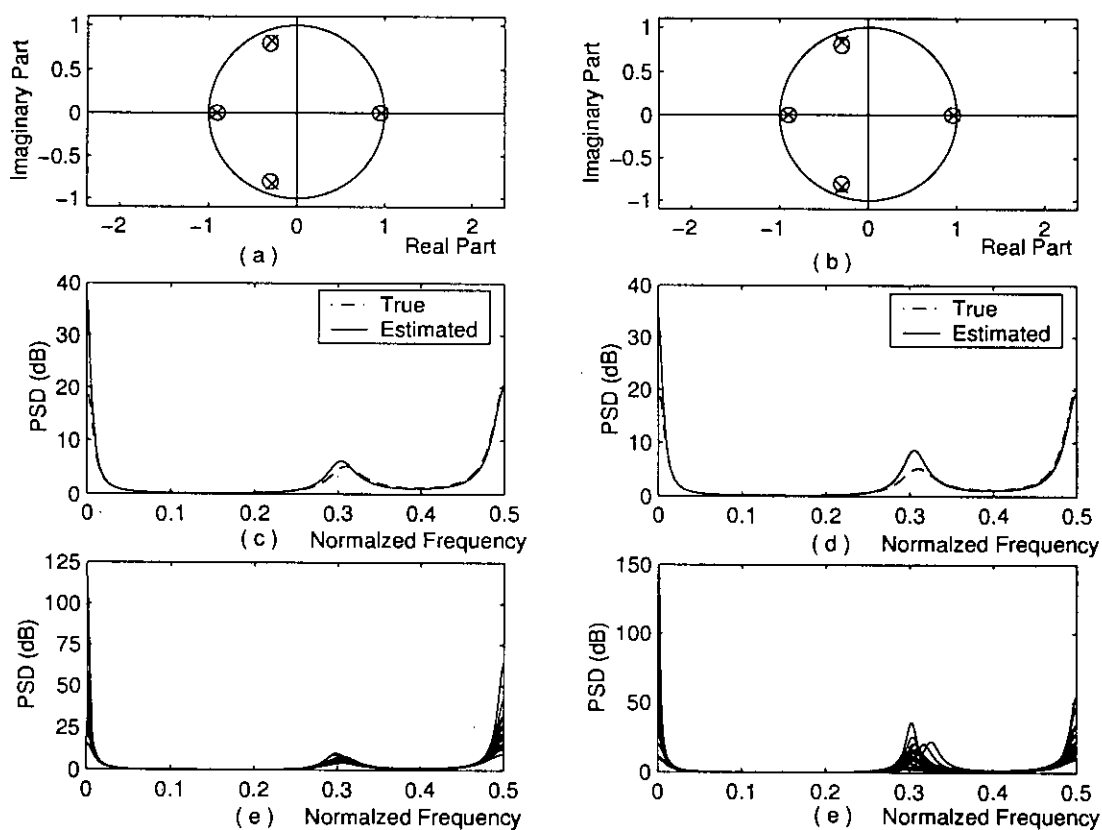 Imaginary Part
1
0.5
0
−0.5
−1
−2 −1 0 1 2
Real Part
( a )
Imaginary Part
1
0.5
0
−0.5
−1
−2 −1 0 1 2
Real Part
( b )
PSD (dB)
40
30
20
10
0
True
Estimated
0 0.1 0.2 0.3 0.4 0.5
( c ) Normalzed Frequency
PSD (dB)
40
30
20
10
0
True
Estimated
0 0.1 0.2 0.3 0.4 0.5
( d ) Normalzed Frequency
PSD (dB)
125
100
75
50
25
0
0 0.1 0.2 0.3 0.4 0.5
( e ) Normalzed Frequency
PSD (dB)
150
100
50
0
0 0.1 0.2 0.3 0.4 0.5
( e ) Normalzed Frequency